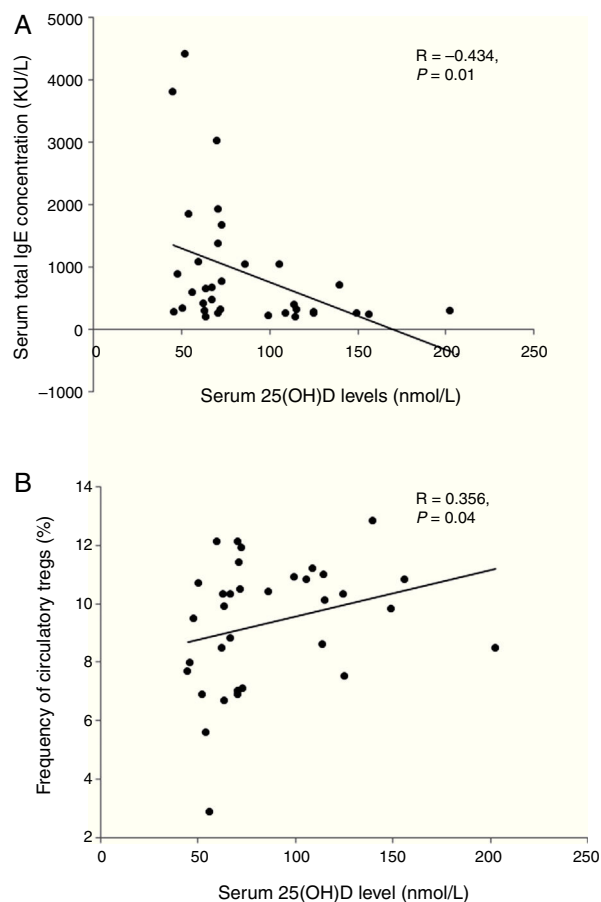 A
5000
4000
3000
2000
1000
0
−1000
Serum total IgE concentration (KU/L)
R = −0.434,
P = 0.01
0 50 100 150 200 250
Serum 25(OH)D levels (nmol/L)
B
14
12
10
8
6
4
2
Frequency of circulatory tregs (%)
R = 0.356,
P = 0.04
0 50 100 150 200 250
Serum 25(OH)D level (nmol/L)